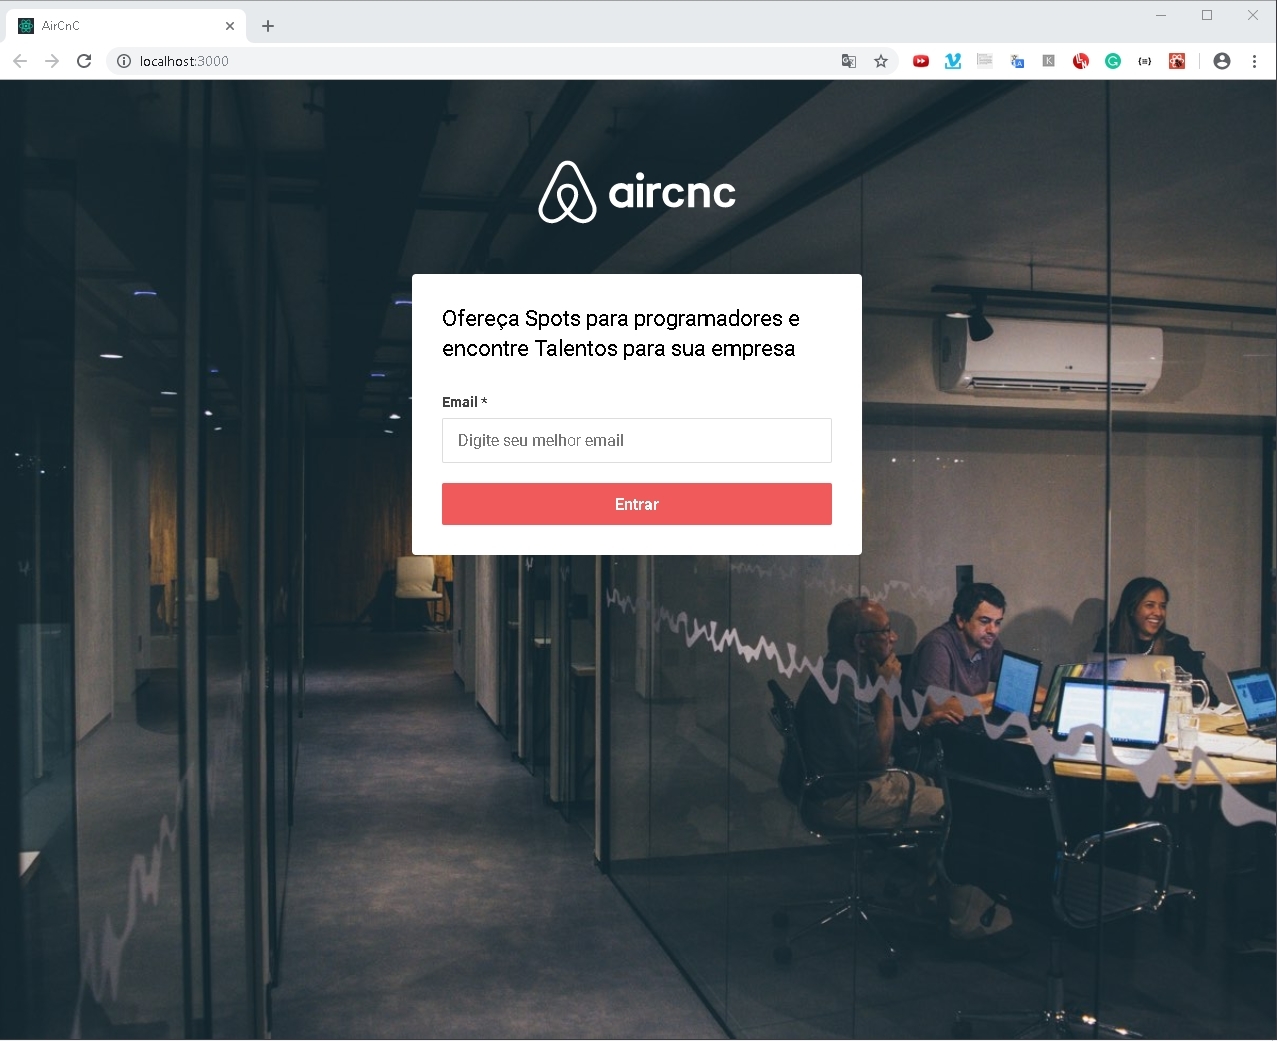 AirCnC
localhost:3000
aircnc
Ofereça Spots para programadores e
encontre Talentos para sua empresa
Email *
Digite seu melhor email
Entrar